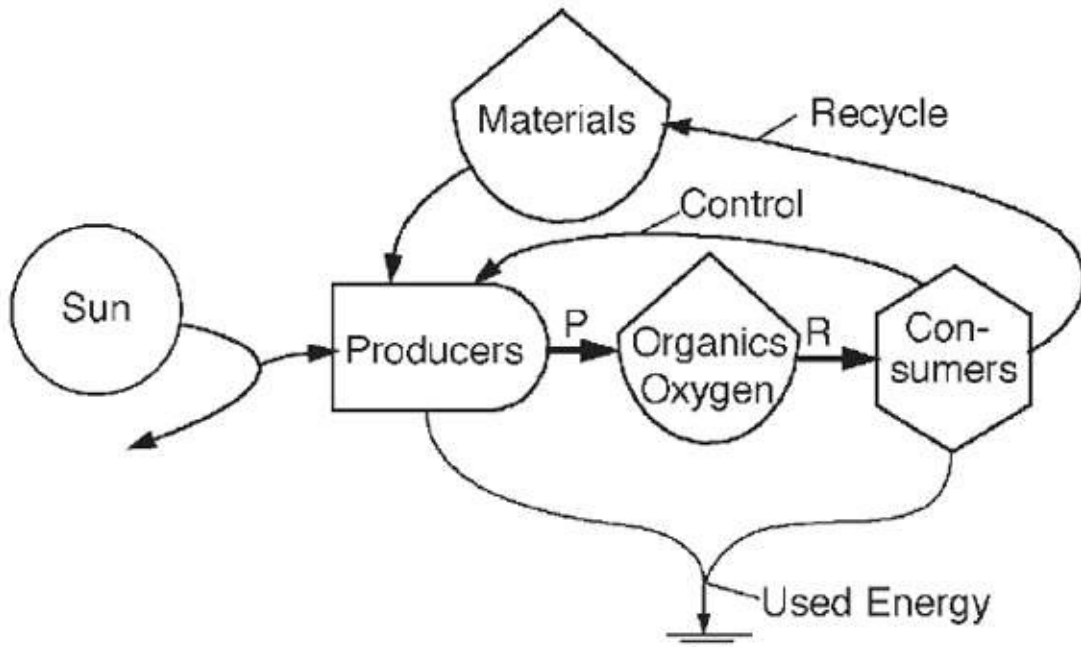 Materials
Recycle
Control
Sun
Producers
P
Organics
Oxygen
R
Con-
sumers
Used Energy